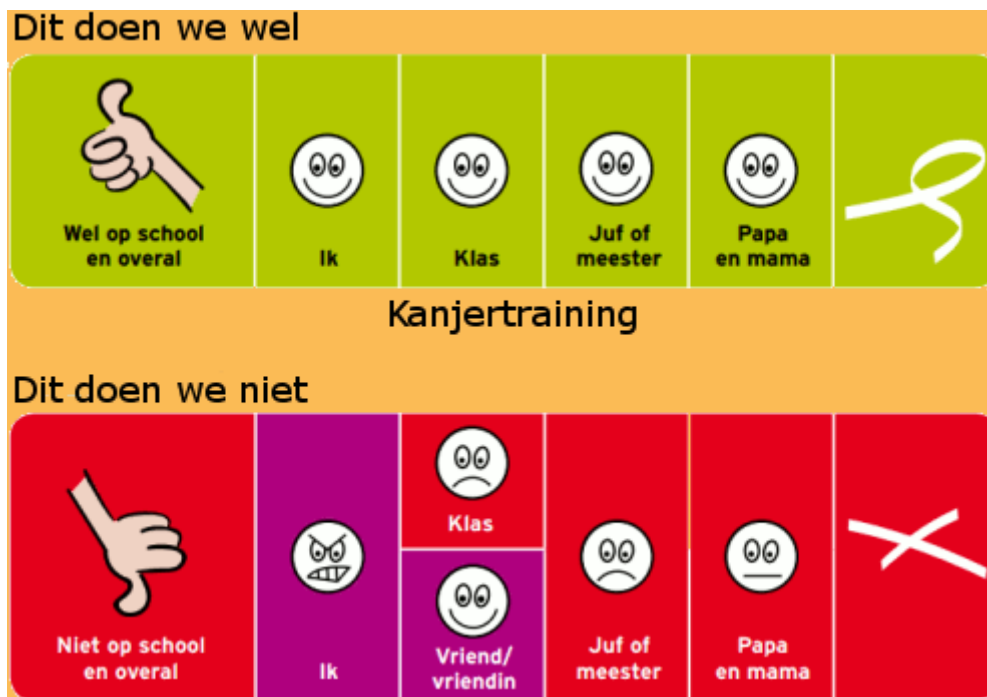 Dit doen we wel
Wel op school
en overal
Ik
Klas
Juf of
meester
Papa
en mama
Kanjertraining
Dit doen we niet
Niet op school
en overal
Ik
Klas
Vriend/
vriendin
Juf of
meester
Papa
en mama